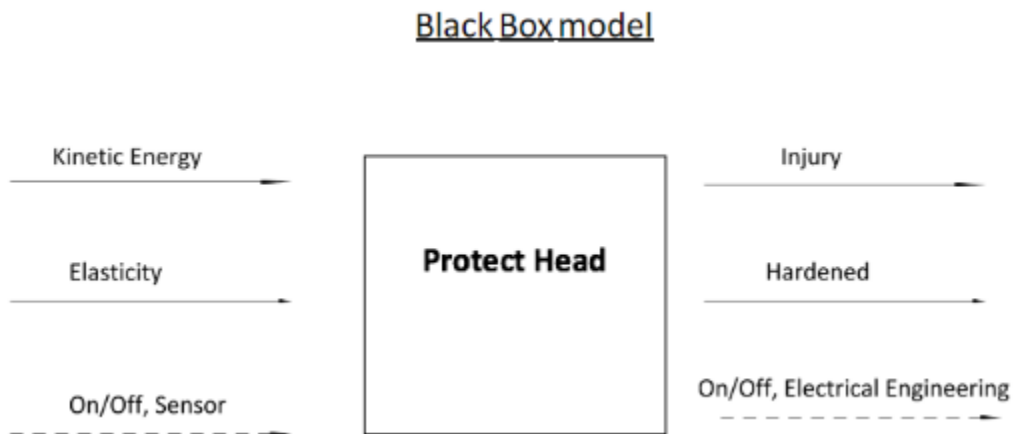 Black Box model
Kinetic Energy
Injury
Protect Head
Elasticity
Hardened
On/Off, Sensor
On/Off, Electrical Engineering